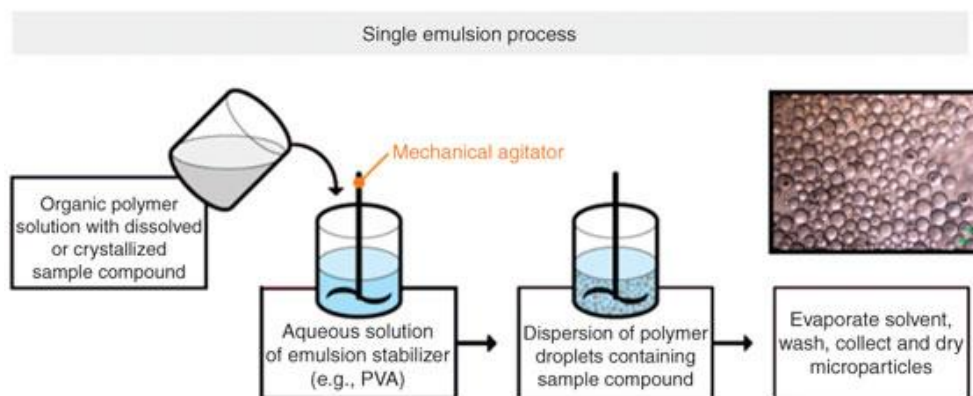 Single emulsion process
Mechanical agitator
Organic polymer
solution with dissolved
or crystallized
sample compound
Aqueous solution
of emulsion stabilizer
(e.g., PVA)
Dispersion of polymer
droplets containing
sample compound
Evaporate solvent,
wash, collect and dry
microparticles